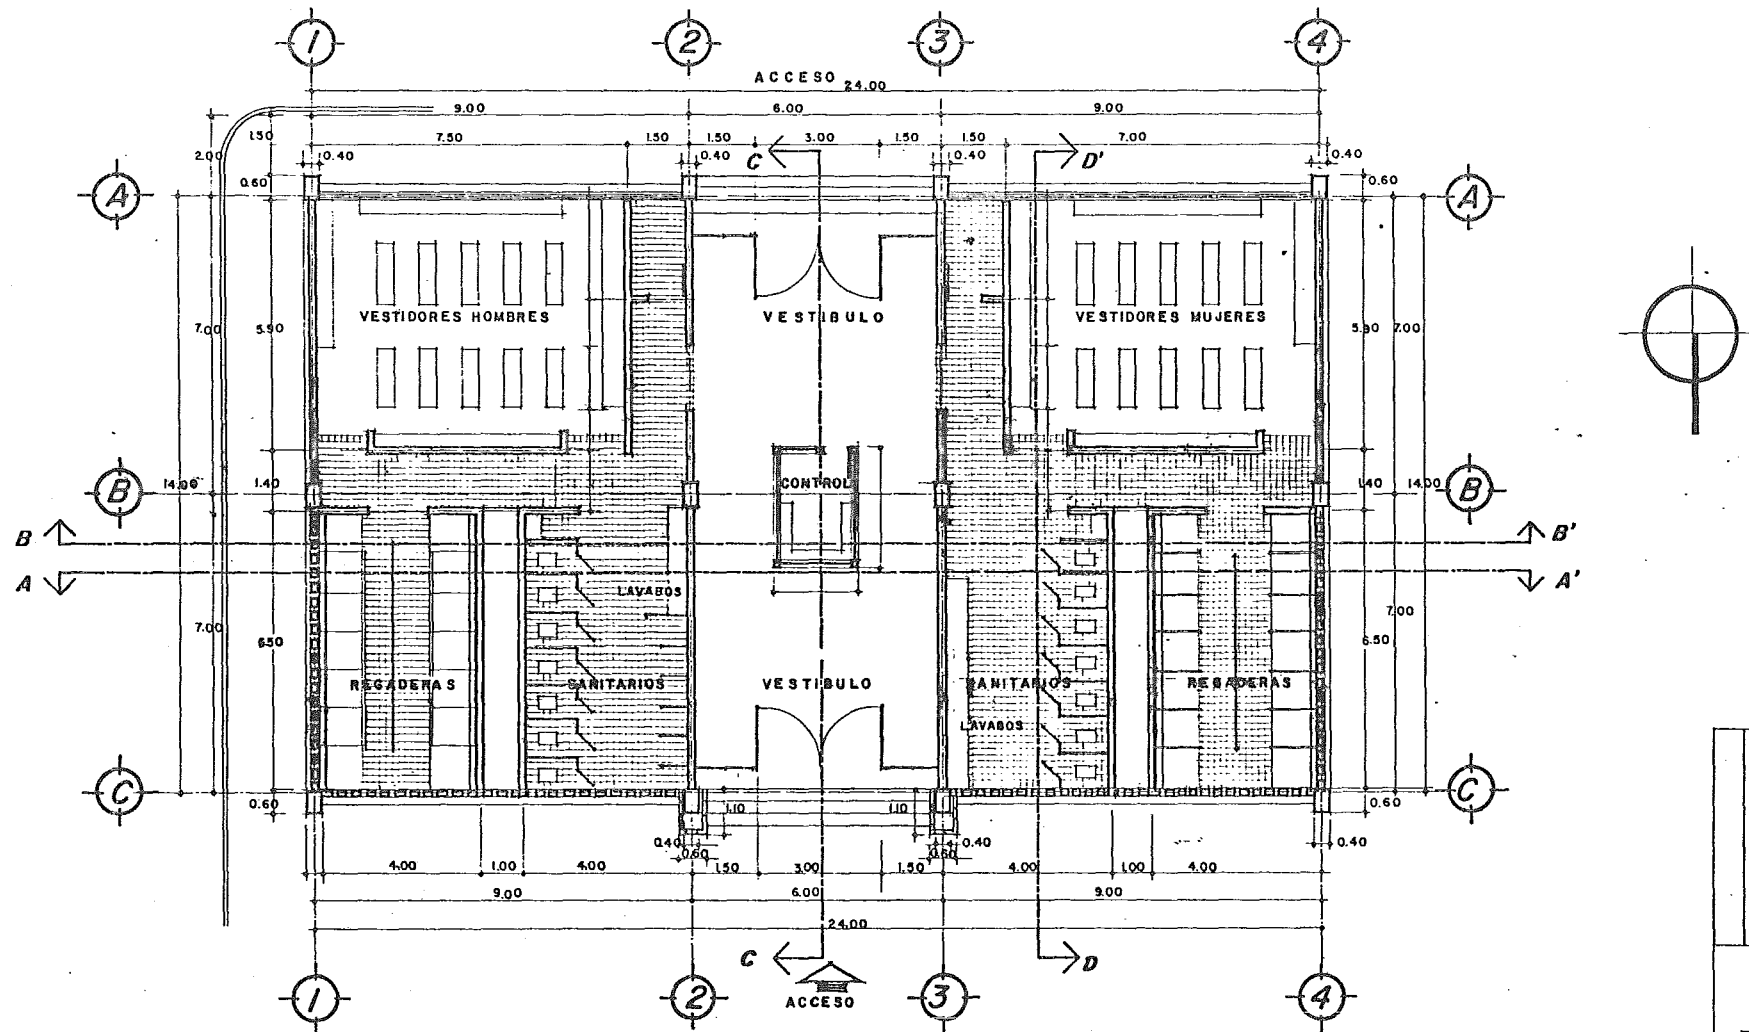 1 2 3 4
ACCESO
24.00
9.00 6.00 9.00
7.50 1.50 1.50 3.00 1.50 1.50 7.00
1.50
2.00
0.40 0.40 0.40 0.40
C D'
0.60 0.60
A A
VESTIDORES HOMBRES VESTIBULO VESTIDORES MUJERES
7.00 5.90 5.90 7.00
CONTROL
B 14.00 1.40 1.40 14.00 B
B B'
A A'
LAVABOS
7.00 6.50 6.50 7.00
REGADERAS SANITARIOS VESTIBULO SANITARIOS REGADERAS
LAVABOS
C C
0.60 1.10 1.10 0.60
0.40 0.40 0.40
0.60 0.60
4.00 1.00 4.00 1.50 3.00 1.50 4.00 1.00 4.00
9.00 6.00 9.00
24.00
C D
1 2 3 4
ACCESO